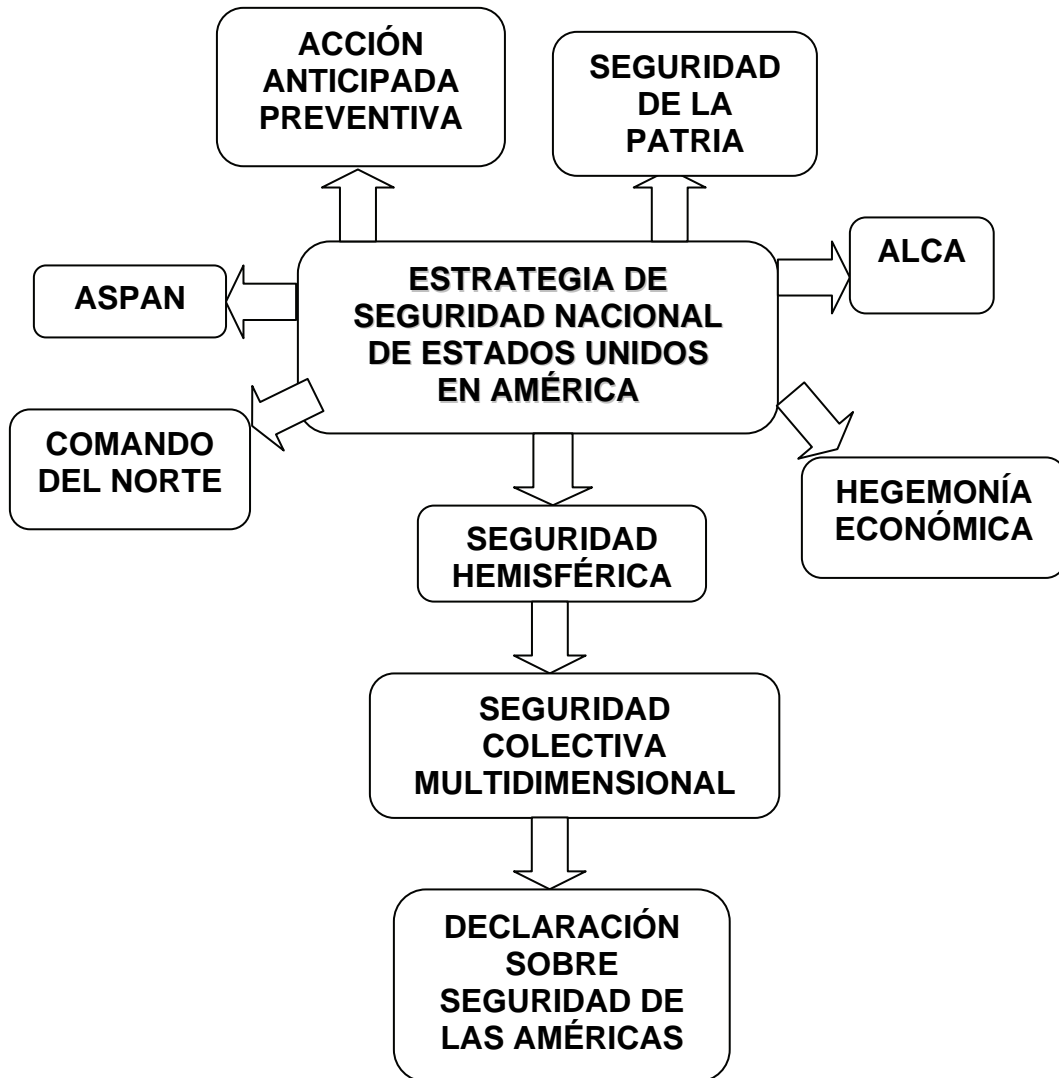 ACCIÓN
ANTICIPADA
PREVENTIVA
SEGURIDAD
DE LA
PATRIA
ASPAN
ESTRATEGIA DE
SEGURIDAD NACIONAL
DE ESTADOS UNIDOS
EN AMÉRICA
ALCA
COMANDO
DEL NORTE
HEGEMONÍA
ECONÓMICA
SEGURIDAD
HEMISFÉRICA
SEGURIDAD
COLECTIVA
MULTIDIMENSIONAL
DECLARACIÓN
SOBRE
SEGURIDAD DE
LAS AMÉRICAS